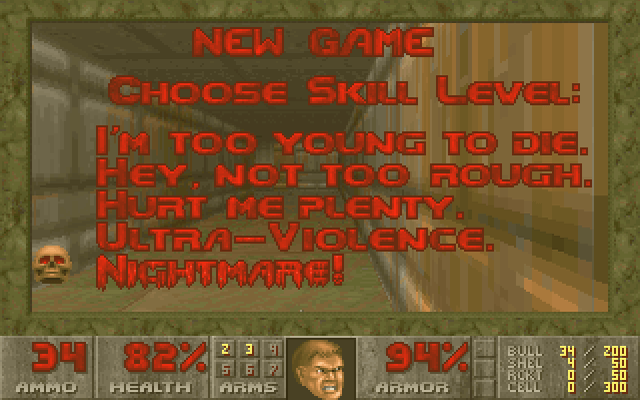 NEW GAME
CHOOSE SKILL LEVEL:
I'M TOO YOUNG TO DIE.
HEY, NOT TOO ROUGH.
HURT ME PLENTY.
ULTRA-VIOLENCE.
NIGHTMARE!
34 82% 2 3 4 94% BULL 34 / 200
5 6 7 SHEL 4 / 50
RCKT 0 / 50
AMMO HEALTH ARMS ARMOR CELL 0 / 300